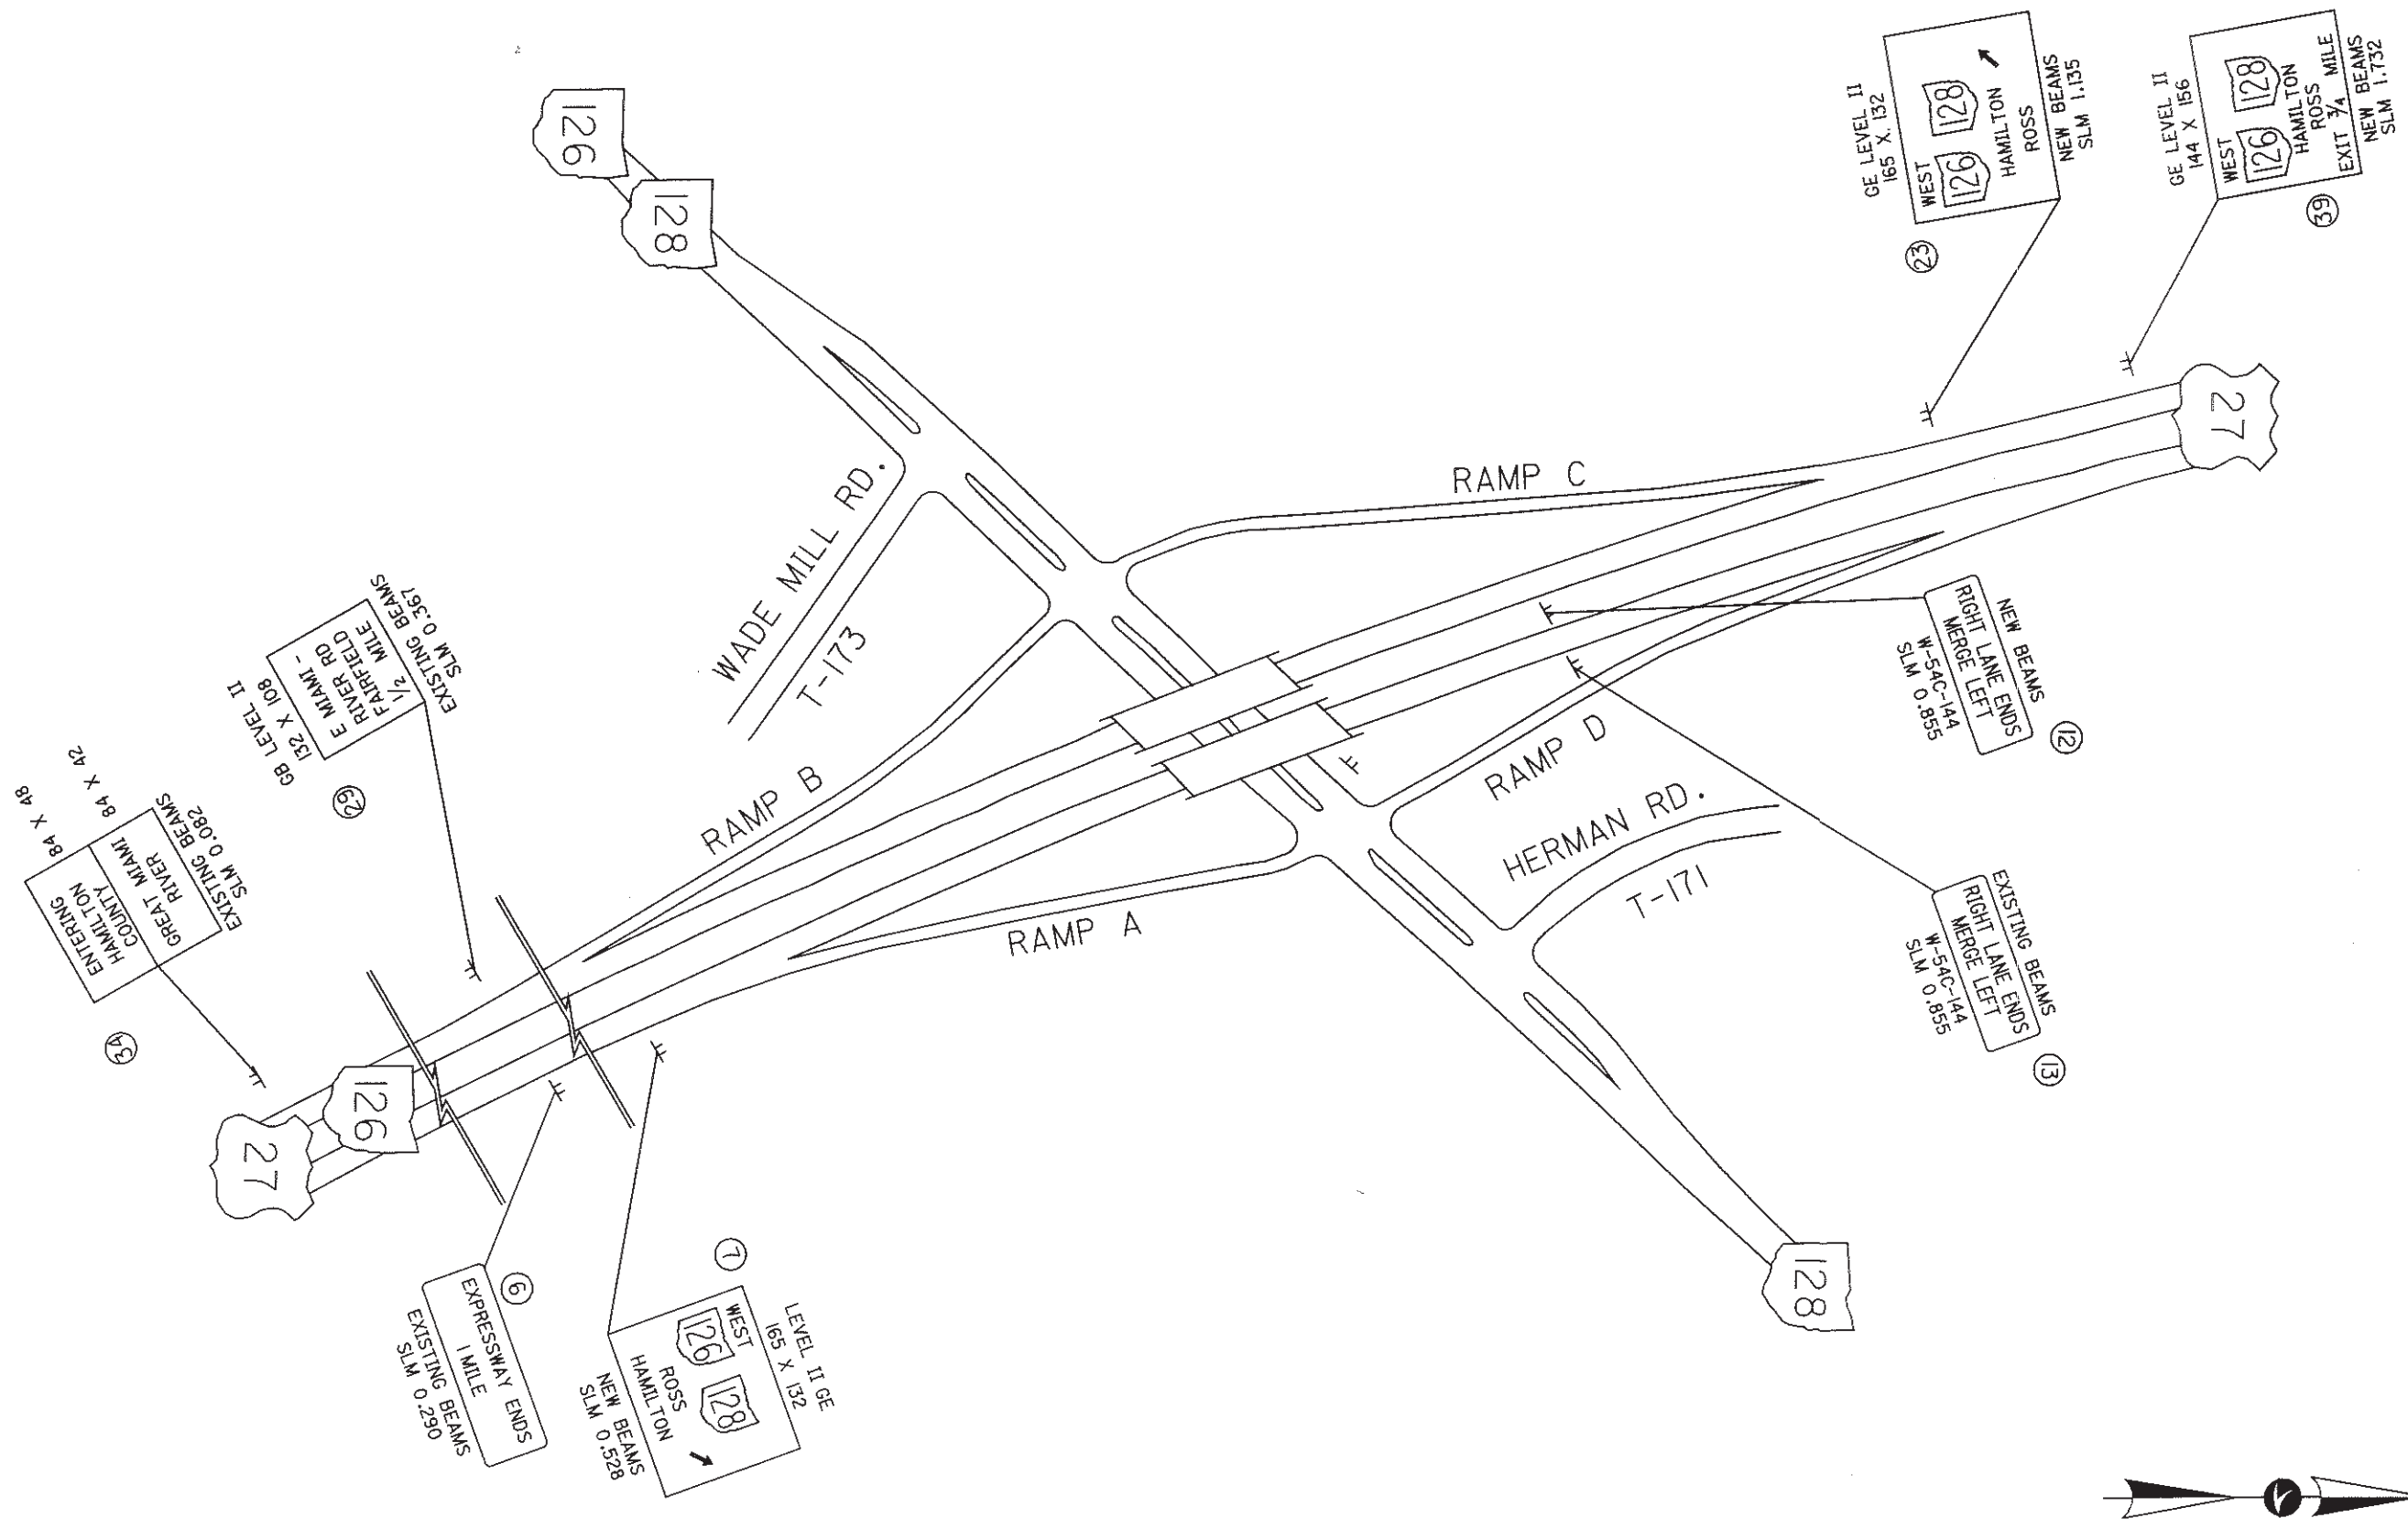 126
128
GE LEVEL II
165 X 132
WEST
126 128
HAMILTON
ROSS
NEW BEAMS
SLM 1.135
23
GE LEVEL II
144 X 156
WEST
126 128
HAMILTON
ROSS
EXIT 3/4 MILE
NEW BEAMS
SLM 1.732
39
27
RAMP C
WADE MILL RD.
T-173
RAMP B
RAMP A
RAMP D
HERMAN RD.
T-171
NEW BEAMS
RIGHT LANE ENDS
MERGE LEFT
W-54C-144
SLM 0.855
12
EXISTING BEAMS
RIGHT LANE ENDS
MERGE LEFT
W-54C-144
SLM 0.855
13
EXISTING BEAMS
SLM 0.367
E MIAMI -
RIVER RD
FAIRFIELD
1/2 MILE
GB LEVEL II
132 X 108
29
84 X 42
84 X 48
EXISTING BEAMS
SLM 0.082
GREAT MIAMI
RIVER
ENTERING
HAMILTON
COUNTY
34
126
27
6
EXPRESSWAY ENDS
1 MILE
EXISTING BEAMS
SLM 0.290
7
LEVEL II GE
165 X 132
WEST
126 128
ROSS
HAMILTON
NEW BEAMS
SLM 0.528
128